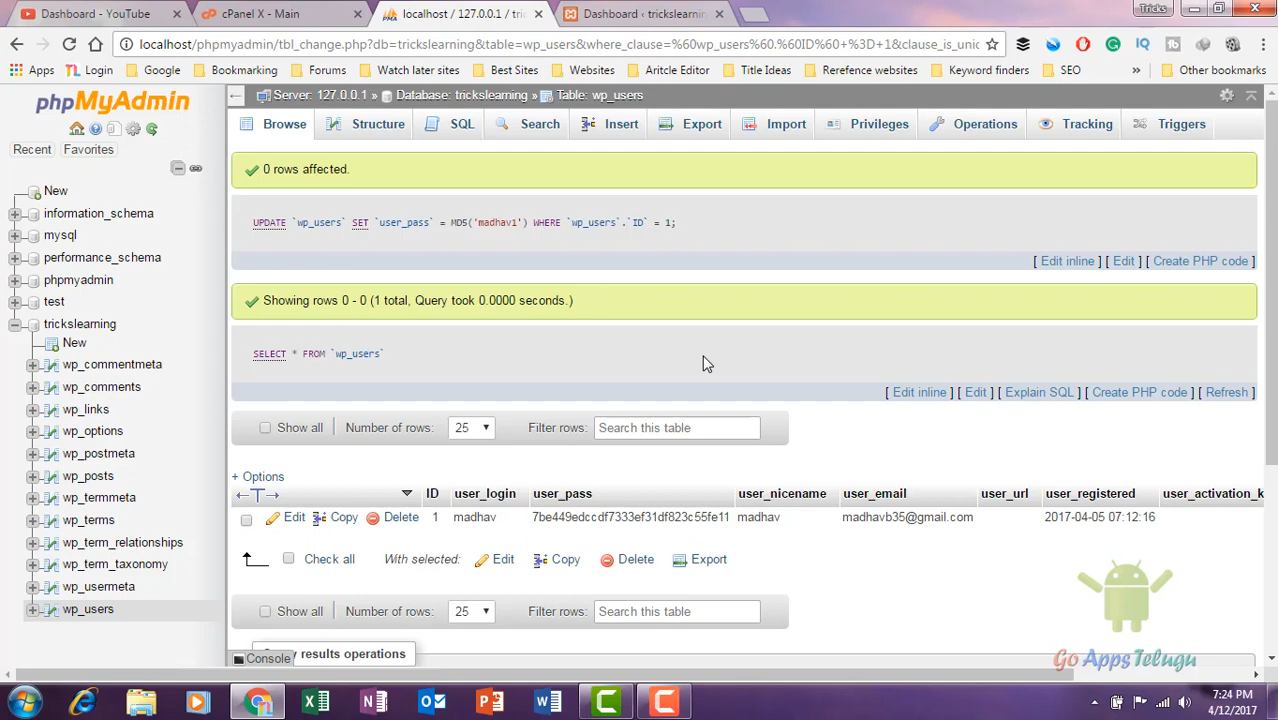 Tricks
Dashboard - YouTube
cPanel X - Main
localhost / 127.0.0.1 / tric
Dashboard ‹ trickslearning
localhost/phpmyadmin/tbl_change.php?db=trickslearning&table=wp_users&where_clause=%60wp_users%60.%60ID%60+%3D+1&clause_is_unic
Apps
Login
Google
Bookmarking
Forums
Watch later sites
Best Sites
Websites
Aritcle Editor
Title Ideas
Rerefence websites
Keyword finders
SEO
»
Other bookmarks
phpMyAdmin
Recent
Favorites
New
information_schema
mysql
performance_schema
phpmyadmin
test
trickslearning
New
wp_commentmeta
wp_comments
wp_links
wp_options
wp_postmeta
wp_posts
wp_termmeta
wp_terms
wp_term_relationships
wp_term_taxonomy
wp_usermeta
wp_users
Server: 127.0.0.1 » Database: trickslearning » Table: wp_users
Browse Structure SQL Search Insert Export Import Privileges Operations Tracking Triggers
0 rows affected.
UPDATE `wp_users` SET `user_pass` = MD5('madhav1') WHERE `wp_users`.`ID` = 1;
[ Edit inline ] [ Edit ] [ Create PHP code ]
Showing rows 0 - 0 (1 total, Query took 0.0000 seconds.)
SELECT * FROM `wp_users`
[ Edit inline ] [ Edit ] [ Explain SQL ] [ Create PHP code ] [ Refresh ]
Show all Number of rows: 25 Filter rows: Search this table
+ Options
ID user_login user_pass user_nicename user_email user_url user_registered user_activation_k
Edit Copy Delete 1 madhav 7be449edccdf7333ef31df823c55fe11 madhav madhavb35@gmail.com 2017-04-05 07:12:16
Check all With selected: Edit Copy Delete Export
Show all Number of rows: 25 Filter rows: Search this table
results operations
Console
Go Apps Telugu
7:24 PM
4/12/2017